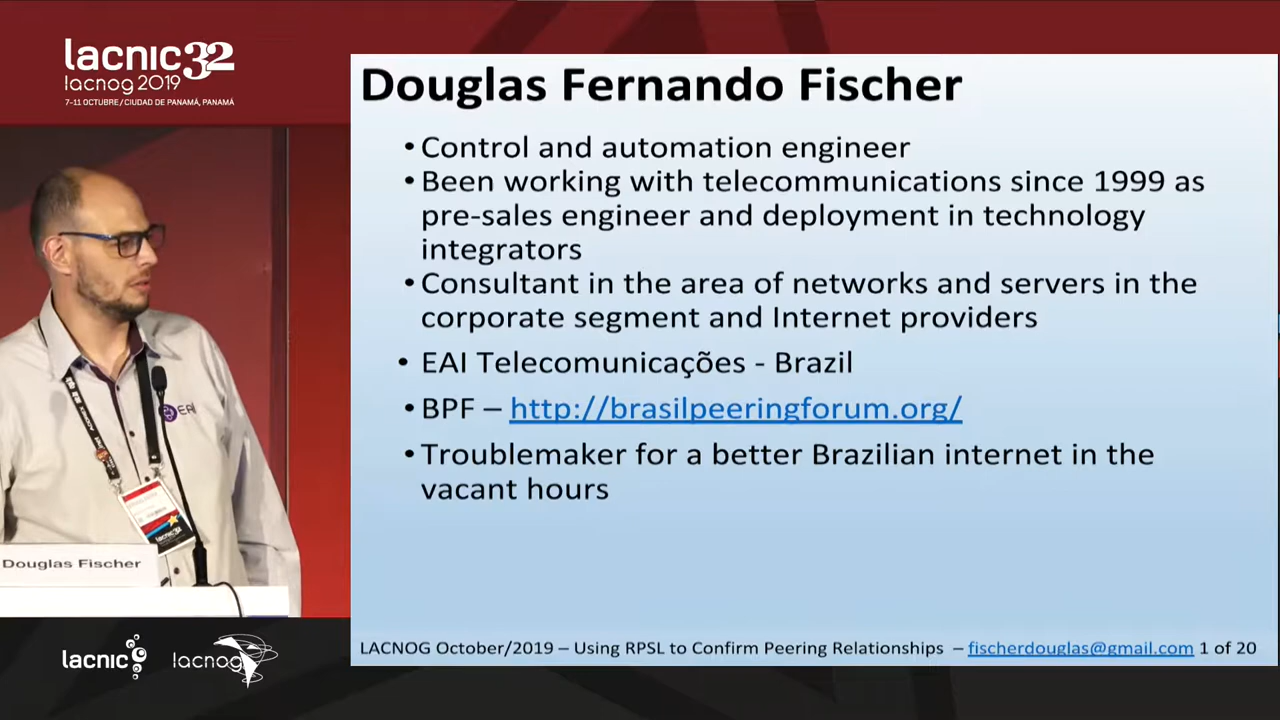 lacnic32
lacnog 2019
7-11 OCTUBRE / CIUDAD DE PANAMÁ, PANAMÁ
Douglas Fernando Fischer
• Control and automation engineer
• Been working with telecommunications since 1999 as
pre-sales engineer and deployment in technology
integrators
• Consultant in the area of networks and servers in the
corporate segment and Internet providers
• EAI Telecomunicações - Brazil
• BPF – http://brasilpeeringforum.org/
• Troublemaker for a better Brazilian internet in the
vacant hours
LACNOG October/2019 – Using RPSL to Confirm Peering Relationships – fischerdouglas@gmail.com 1 of 20
Douglas Fischer
lacnic
lacnog